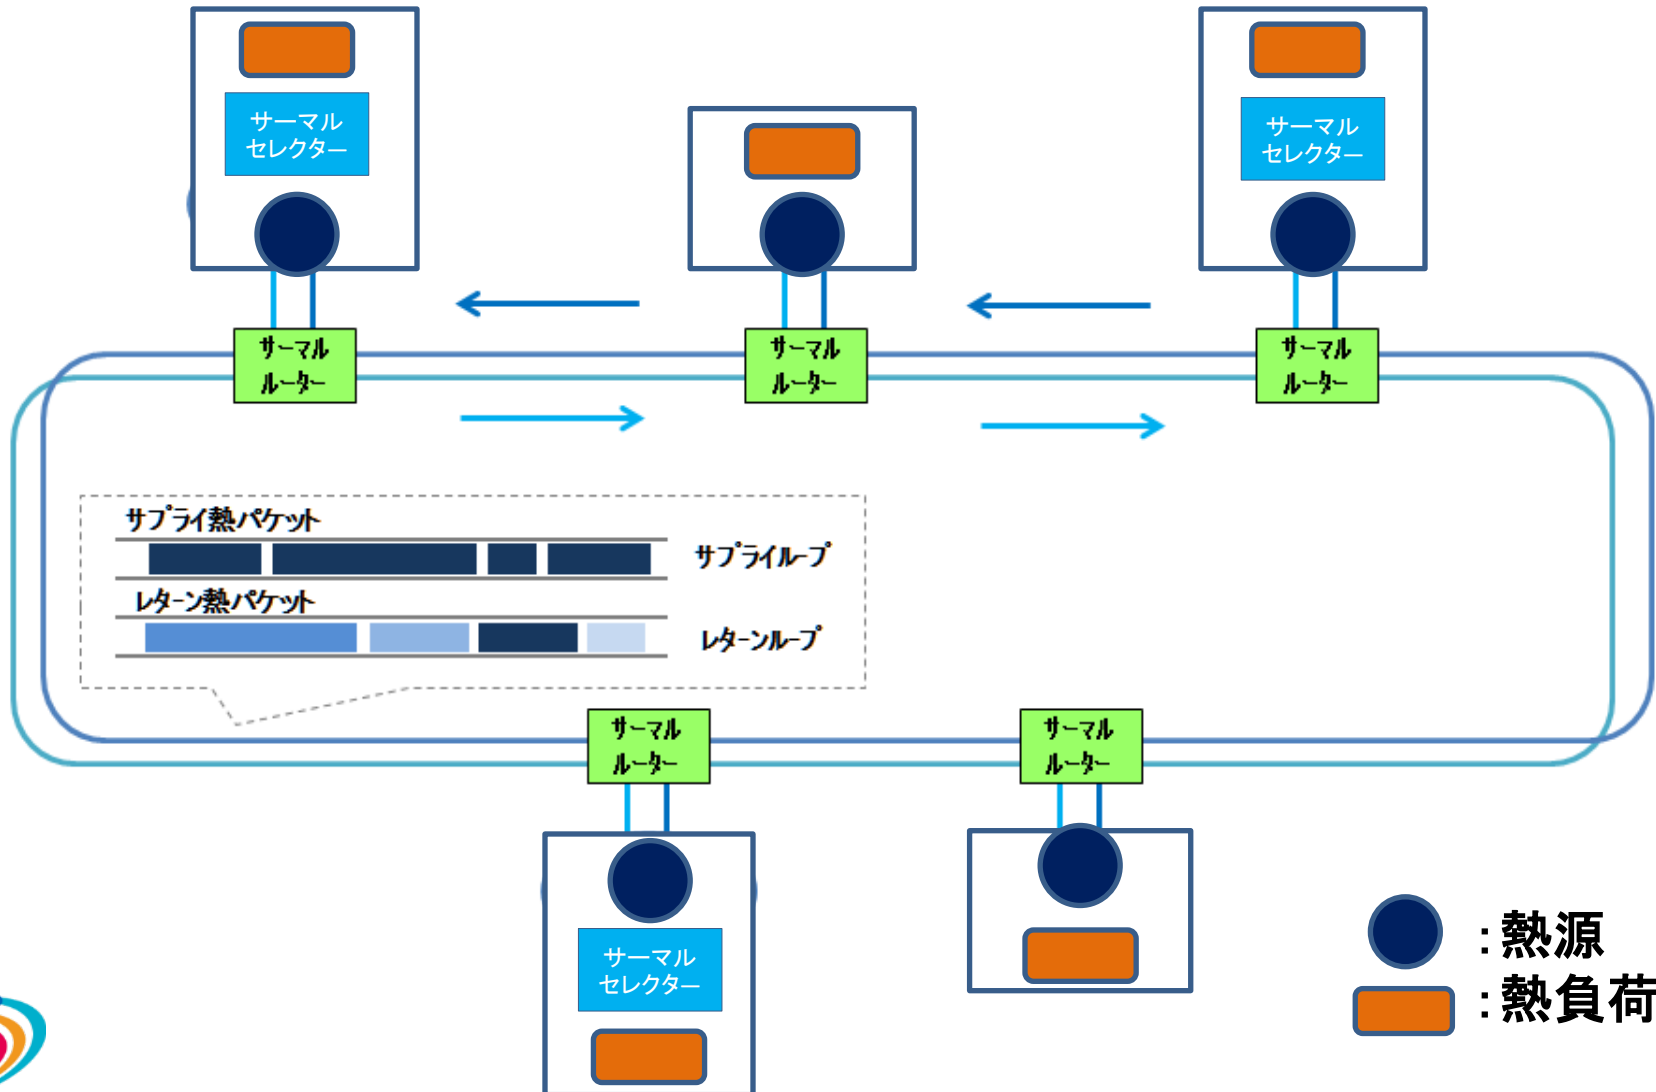 サーマル
セレクター
サーマル
セレクター
サーマル
ルーター
サーマル
ルーター
サーマル
ルーター
サプライ熱パケット
サプライループ
レターン熱パケット
レターンループ
サーマル
ルーター
サーマル
ルーター
サーマル
セレクター
：熱源
：熱負荷